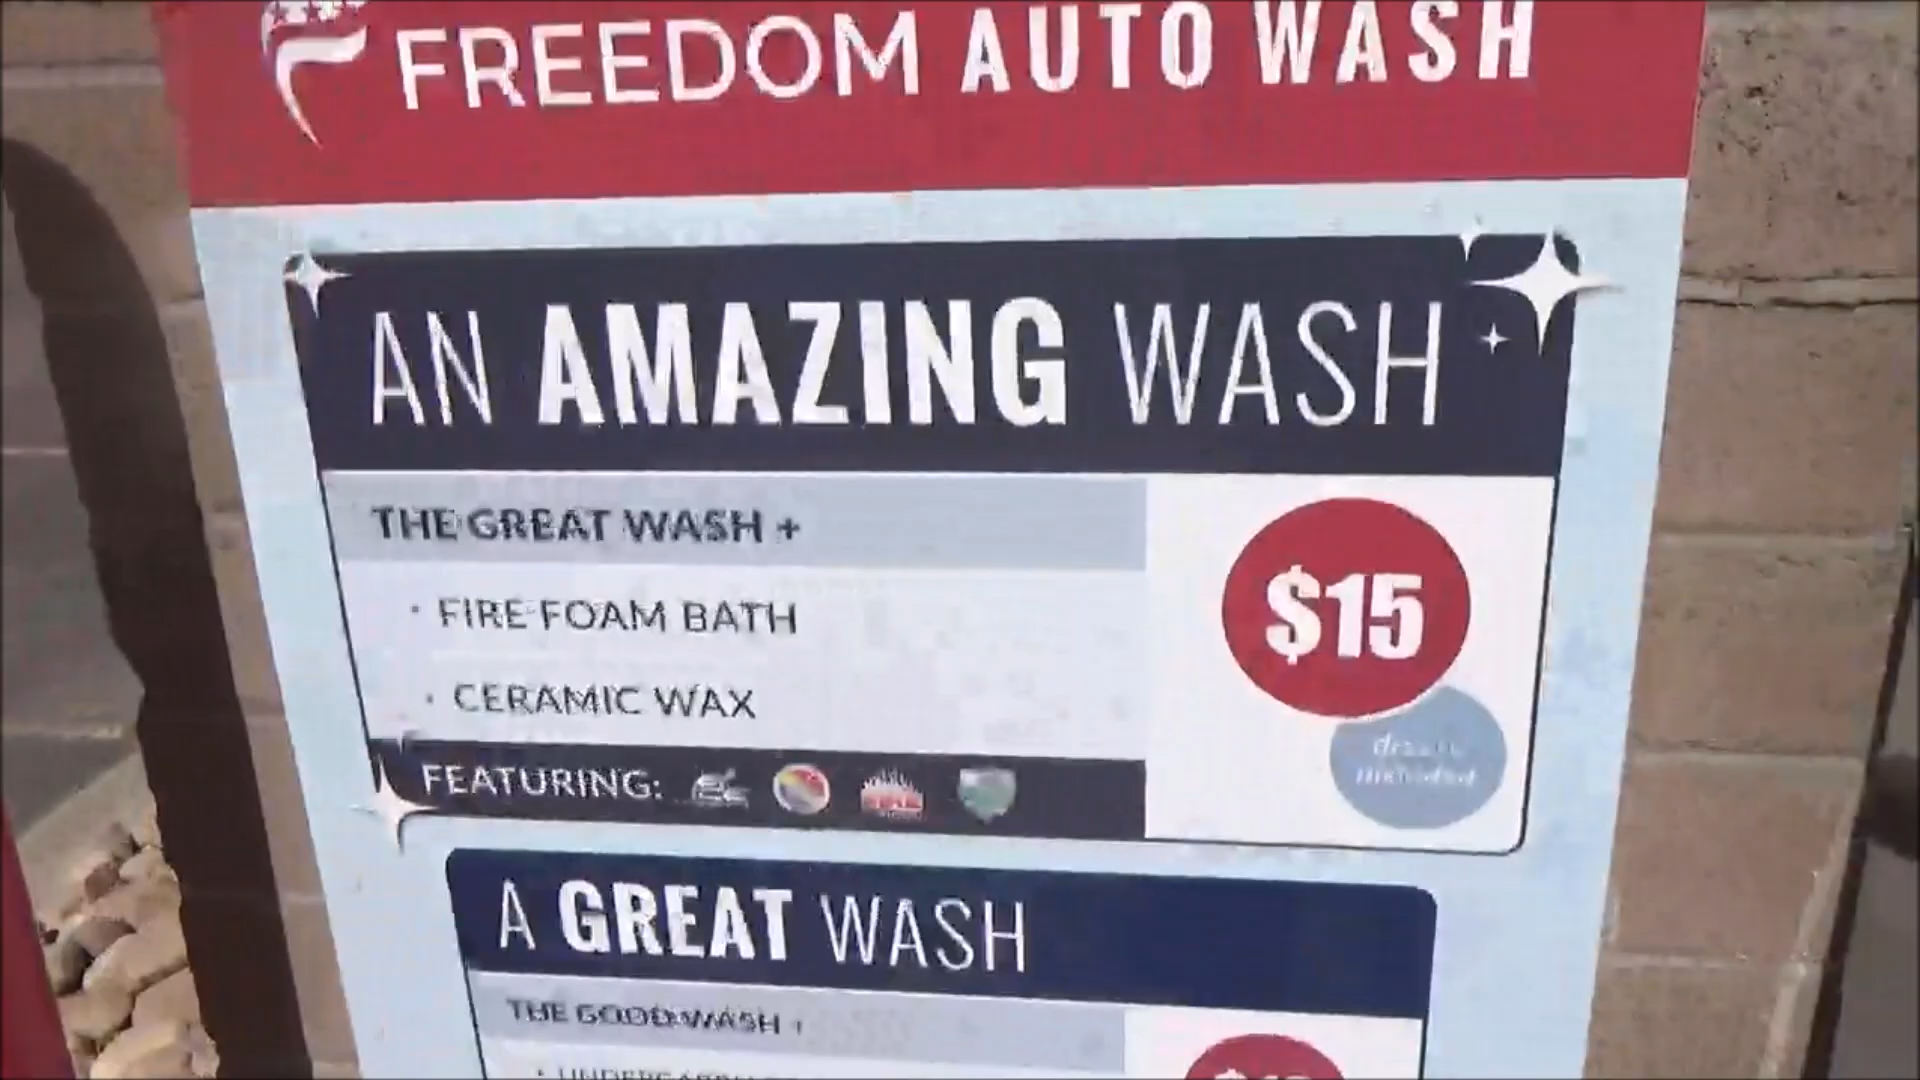 FREEDOM AUTO WASH
AN AMAZING WASH
THE GREAT WASH +
• FIRE FOAM BATH
• CERAMIC WAX
$15
FEATURING:
A GREAT WASH
THE GOOD WASH +